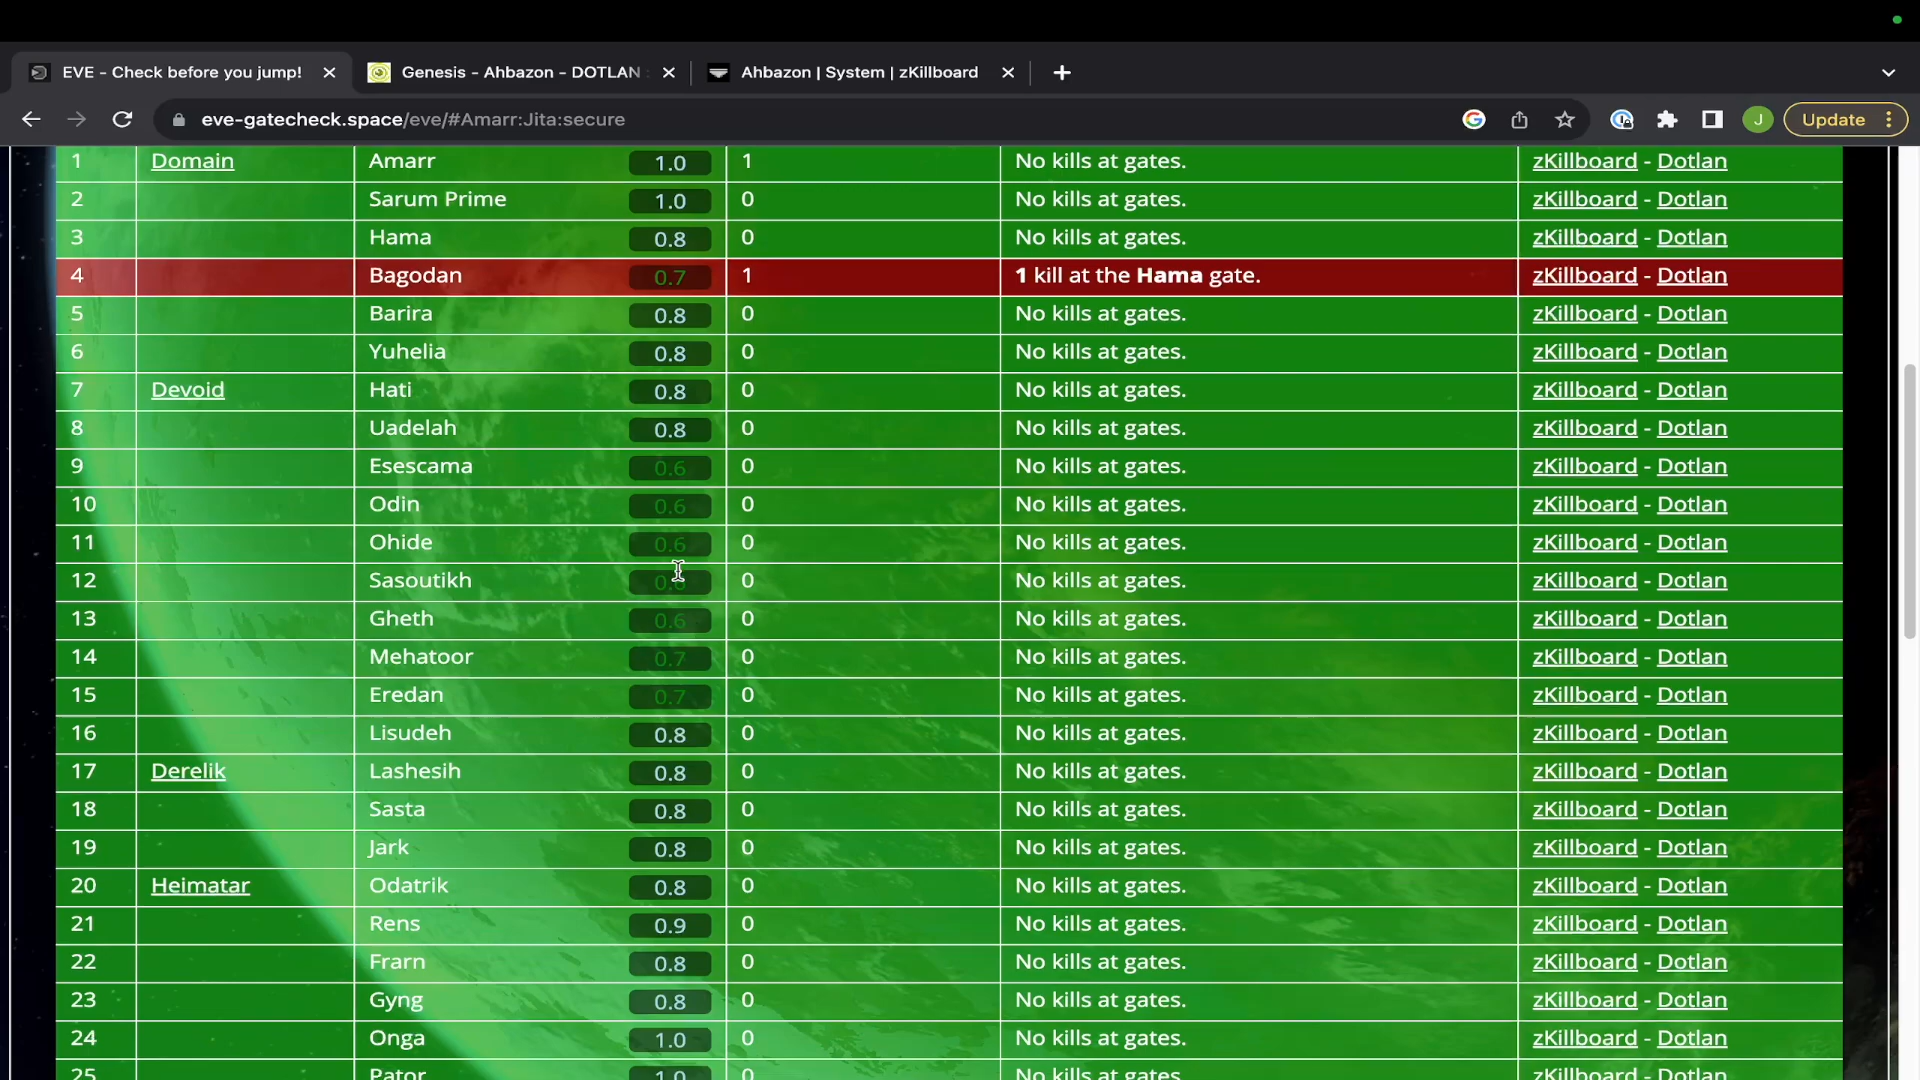 EVE - Check before you jump!
Genesis - Ahbazon - DOTLAN :
Ahbazon | System | zKillboard
eve-gatecheck.space/eve/#Amarr:Jita:secure
J
Update
1 Domain Amarr 1.0 1 No kills at gates. zKillboard - Dotlan
2 Sarum Prime 1.0 0 No kills at gates. zKillboard - Dotlan
3 Hama 0.8 0 No kills at gates. zKillboard - Dotlan
4 Bagodan 0.7 1 1 kill at the Hama gate. zKillboard - Dotlan
5 Barira 0.8 0 No kills at gates. zKillboard - Dotlan
6 Yuhelia 0.8 0 No kills at gates. zKillboard - Dotlan
7 Devoid Hati 0.8 0 No kills at gates. zKillboard - Dotlan
8 Uadelah 0.8 0 No kills at gates. zKillboard - Dotlan
9 Esescama 0.6 0 No kills at gates. zKillboard - Dotlan
10 Odin 0.6 0 No kills at gates. zKillboard - Dotlan
11 Ohide 0.6 0 No kills at gates. zKillboard - Dotlan
12 Sasoutikh 0.6 0 No kills at gates. zKillboard - Dotlan
13 Gheth 0.6 0 No kills at gates. zKillboard - Dotlan
14 Mehatoor 0.7 0 No kills at gates. zKillboard - Dotlan
15 Eredan 0.7 0 No kills at gates. zKillboard - Dotlan
16 Lisudeh 0.8 0 No kills at gates. zKillboard - Dotlan
17 Derelik Lashesih 0.8 0 No kills at gates. zKillboard - Dotlan
18 Sasta 0.8 0 No kills at gates. zKillboard - Dotlan
19 Jark 0.8 0 No kills at gates. zKillboard - Dotlan
20 Heimatar Odatrik 0.8 0 No kills at gates. zKillboard - Dotlan
21 Rens 0.9 0 No kills at gates. zKillboard - Dotlan
22 Frarn 0.8 0 No kills at gates. zKillboard - Dotlan
23 Gyng 0.8 0 No kills at gates. zKillboard - Dotlan
24 Onga 1.0 0 No kills at gates. zKillboard - Dotlan
25 Pator 1.0 0 No kills at gates. zKillboard - Dotlan